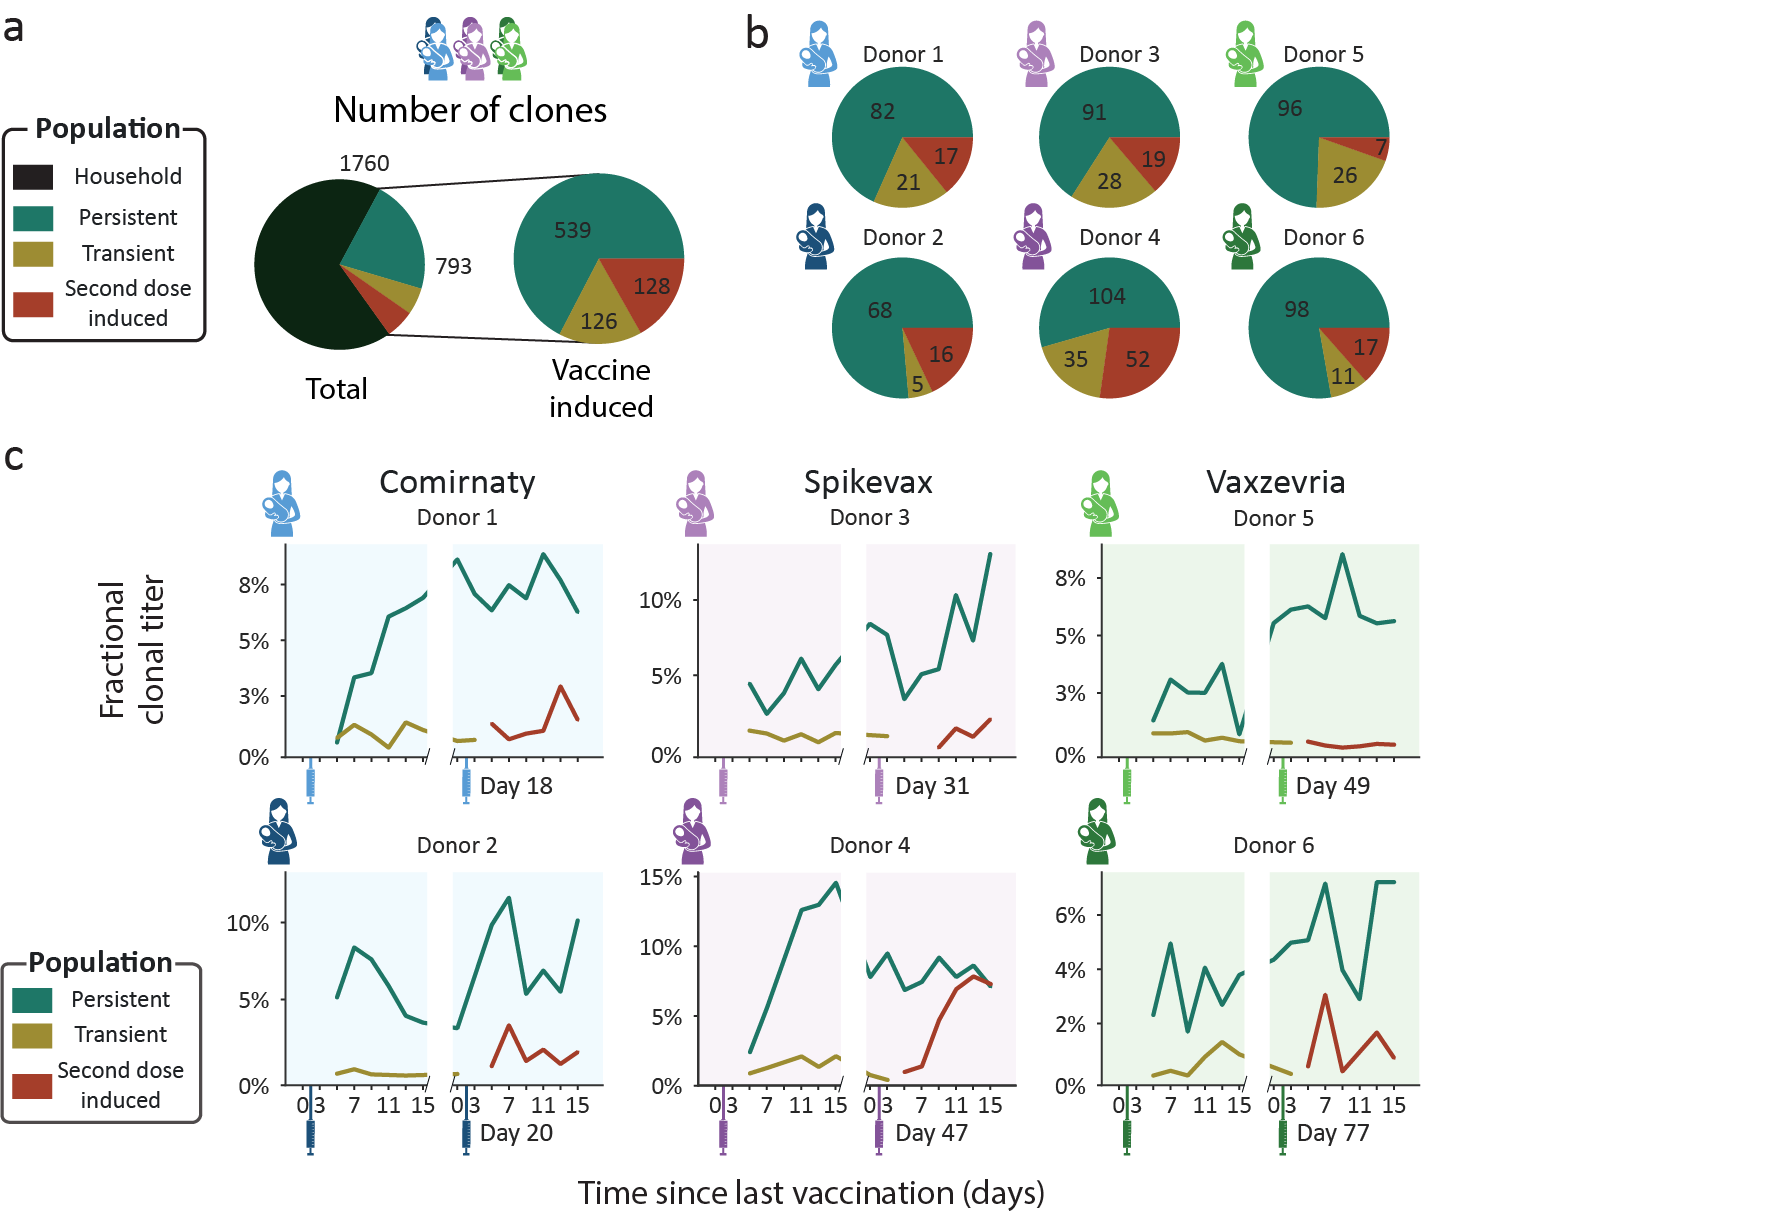 a
Number of clones
Population
Household
Persistent
Transient
Second dose
induced
1760
793
Total
539
128
126
Vaccine
induced
b
Donor 1
82
17
21
Donor 3
91
19
28
Donor 5
96
7
26
Donor 2
68
16
5
Donor 4
104
35
52
Donor 6
98
17
11
c
Fractional
clonal titer
Comirnaty
Donor 1
8%
5%
3%
0%
Day 18
Spikevax
Donor 3
10%
5%
0%
Day 31
Vaxzevria
Donor 5
8%
5%
3%
0%
Day 49
Population
Persistent
Transient
Second dose
induced
Donor 2
10%
5%
0%
0 3 7 11 15 0 3 7 11 15
Day 20
Donor 4
15%
10%
5%
0%
0 3 7 11 15 0 3 7 11 15
Day 47
Donor 6
6%
4%
2%
0%
0 3 7 11 15 0 3 7 11 15
Day 77
Time since last vaccination (days)